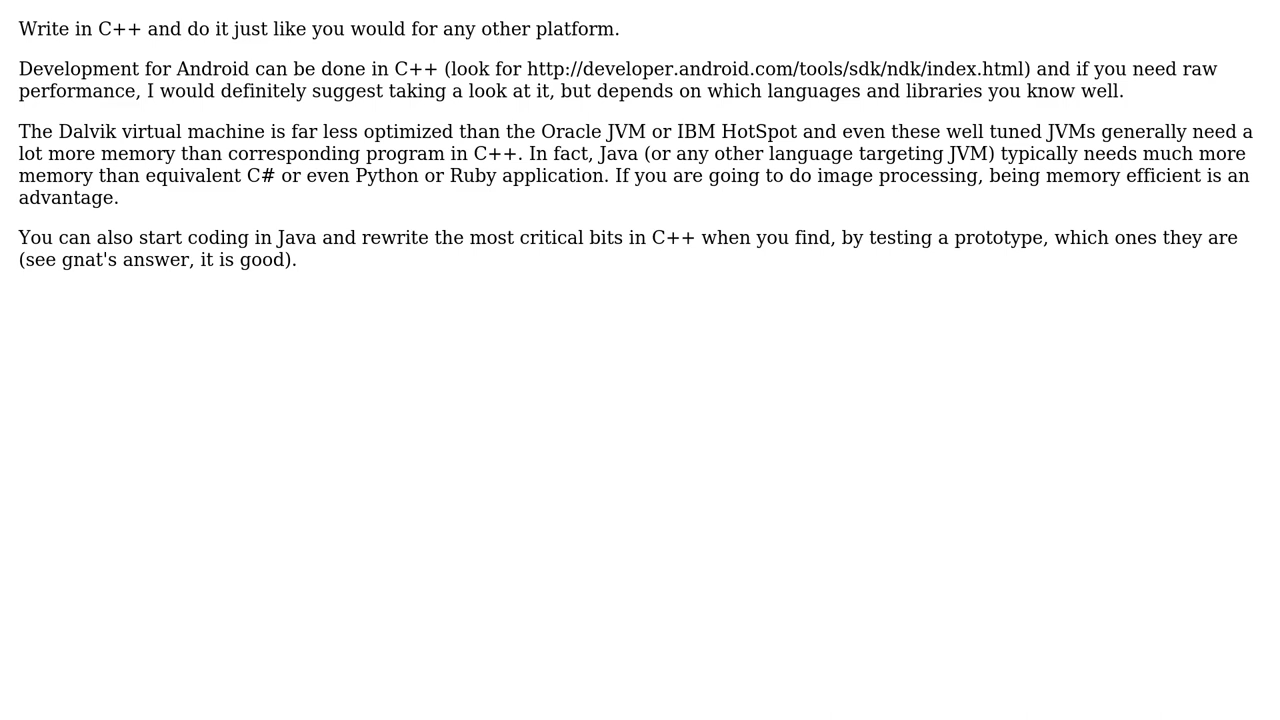 Write in C++ and do it just like you would for any other platform.
Development for Android can be done in C++ (look for http://developer.android.com/tools/sdk/ndk/index.html) and if you need raw
performance, I would definitely suggest taking a look at it, but depends on which languages and libraries you know well.
The Dalvik virtual machine is far less optimized than the Oracle JVM or IBM HotSpot and even these well tuned JVMs generally need a
lot more memory than corresponding program in C++. In fact, Java (or any other language targeting JVM) typically needs much more
memory than equivalent C# or even Python or Ruby application. If you are going to do image processing, being memory efficient is an
advantage.
You can also start coding in Java and rewrite the most critical bits in C++ when you find, by testing a prototype, which ones they are
(see gnat's answer, it is good).